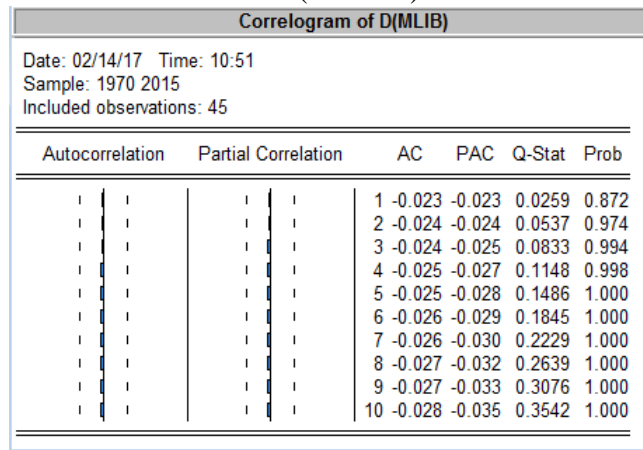 Correlogram of D(MLIB)
Date: 02/14/17 Time: 10:51
Sample: 1970 2015
Included observations: 45
Autocorrelation Partial Correlation AC PAC Q-Stat Prob
1 -0.023 -0.023 0.0259 0.872
2 -0.024 -0.024 0.0537 0.974
3 -0.024 -0.025 0.0833 0.994
4 -0.025 -0.027 0.1148 0.998
5 -0.025 -0.028 0.1486 1.000
6 -0.026 -0.029 0.1845 1.000
7 -0.026 -0.030 0.2229 1.000
8 -0.027 -0.032 0.2639 1.000
9 -0.027 -0.033 0.3076 1.000
10 -0.028 -0.035 0.3542 1.000